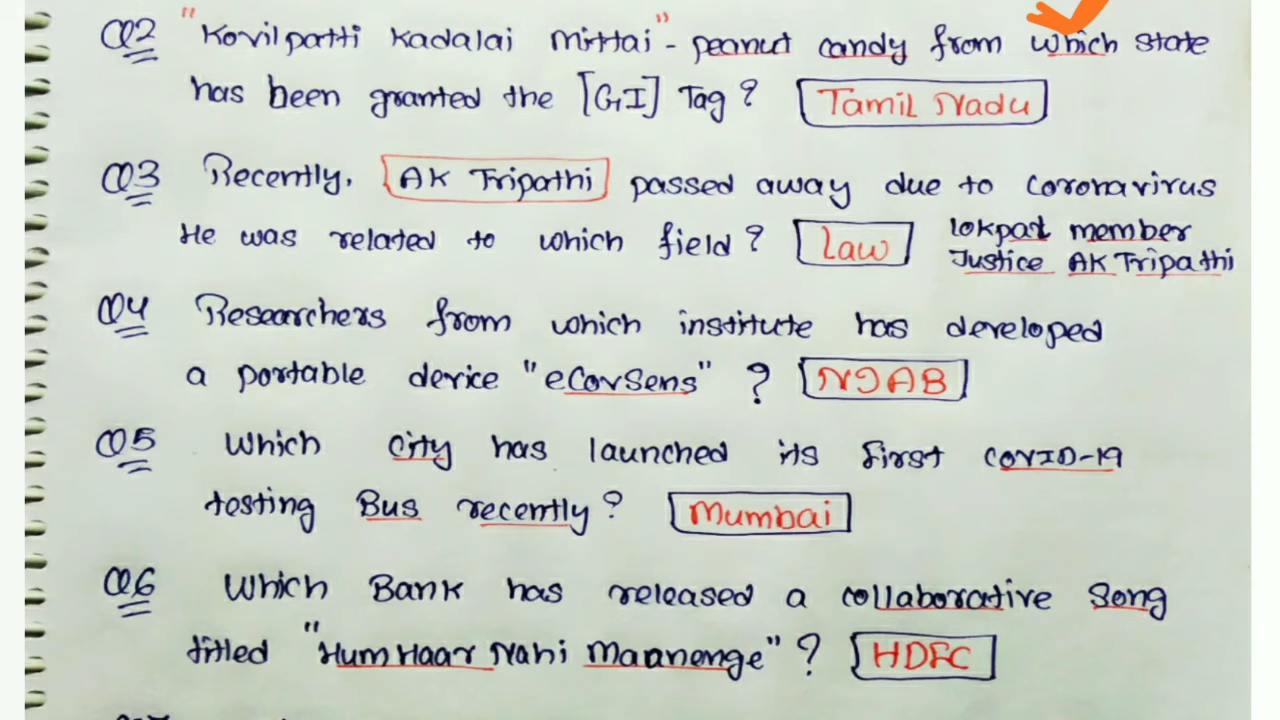 Q2 "Kovilpatti Kadalai Mittai" - peanut candy from which state
has been granted the [GI] Tag? Tamil Nadu
Q3 Recently, AK Tripathi passed away due to coronavirus
He was related to which field? Law
lokpal member
Justice AK Tripathi
Q4 Researchers from which institute has developed
a portable device "eCovSens" ? NIAB
Q5 Which city has launched its first COVID-19
testing Bus recently? Mumbai
Q6 Which Bank has released a collaborative Song
titled "Hum Haar Nahi Maanenge" ? HDFC